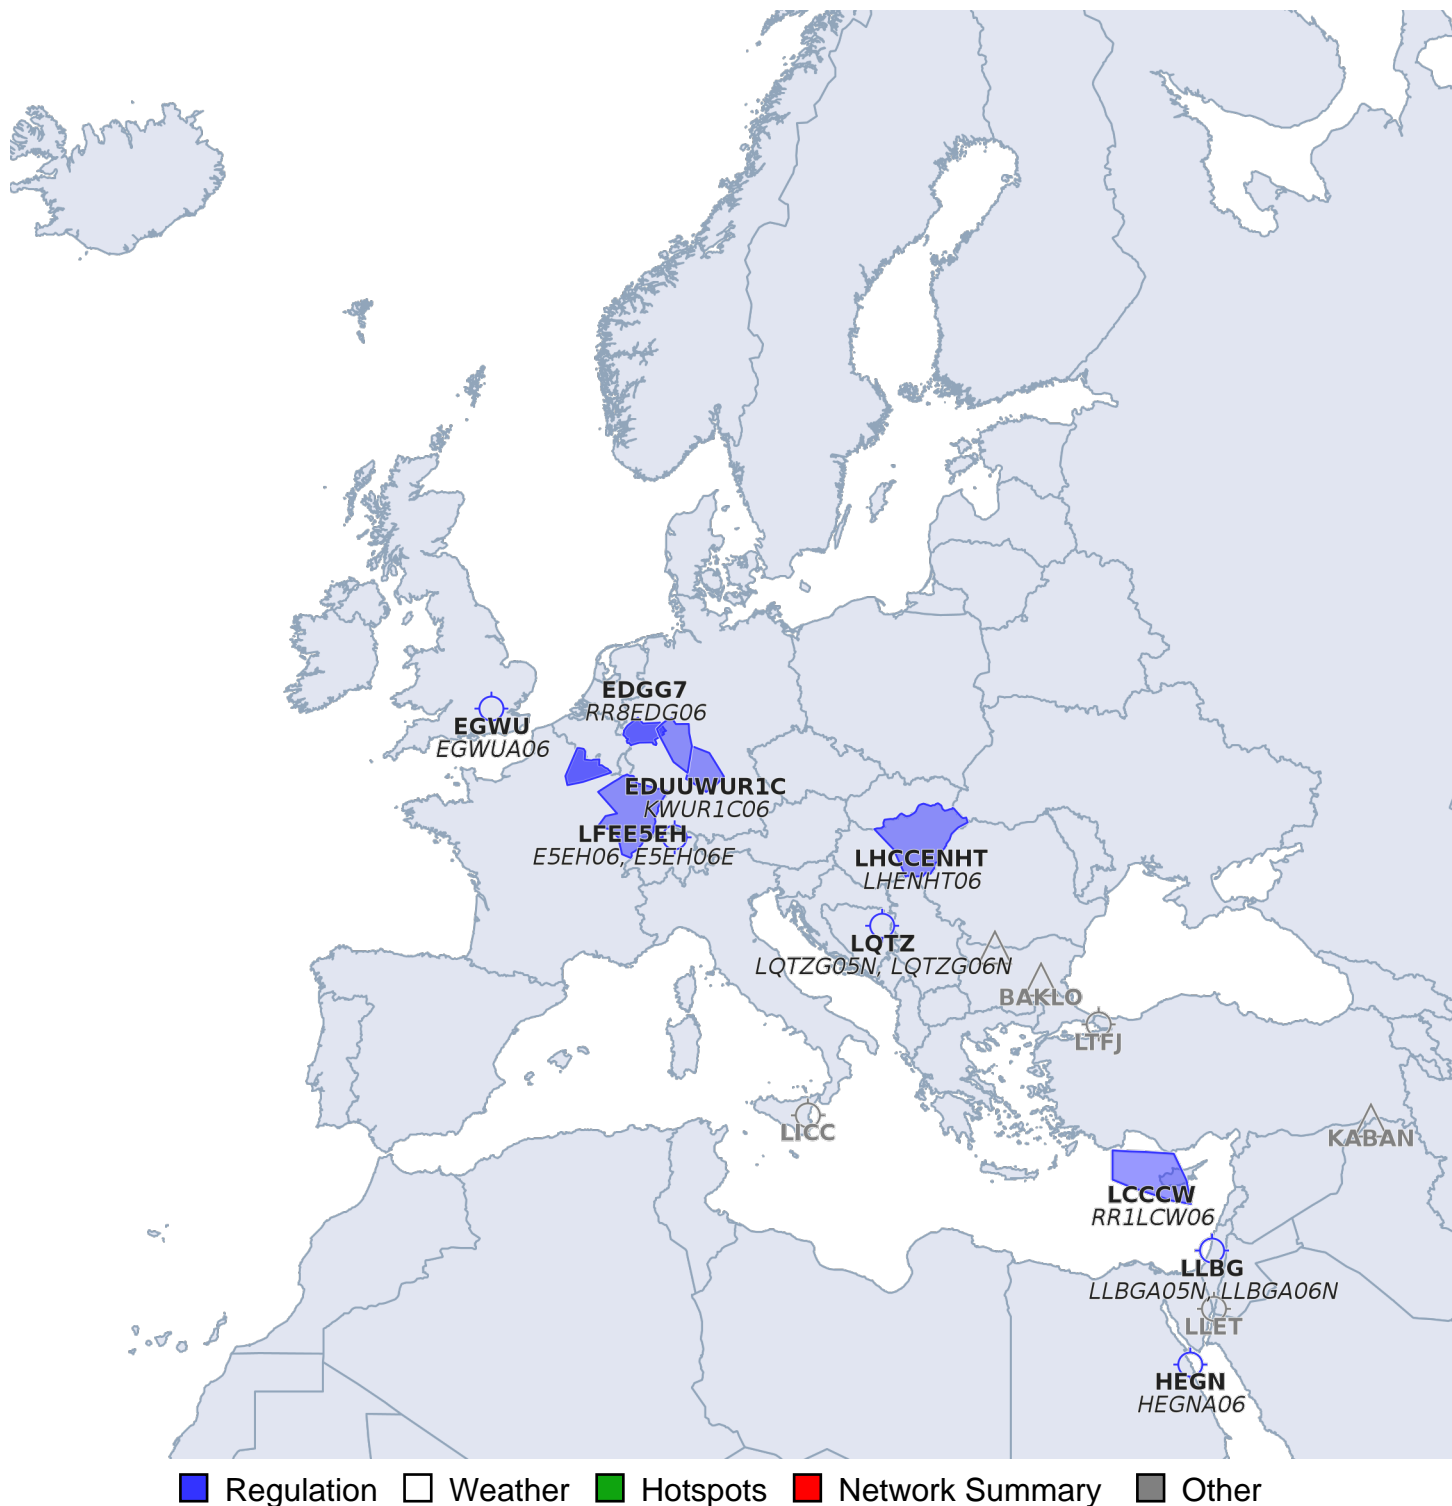 EDGG7
RR8EDG06
EGWU
EGWUA06
EDUUWUR1C
KWUR1C06
LFEE5EH
E5EH06, E5EH06E
LHCCENHT
LHENHT06
LQTZ
LQTZG05N, LQTZG06N
BAKLO
LTFJ
LICC
KABAN
LCCCW
RR1LCW06
LLBG
LLBGA05N, LLBGA06N
LLET
HEGN
HEGNA06
Regulation Weather Hotspots Network Summary Other